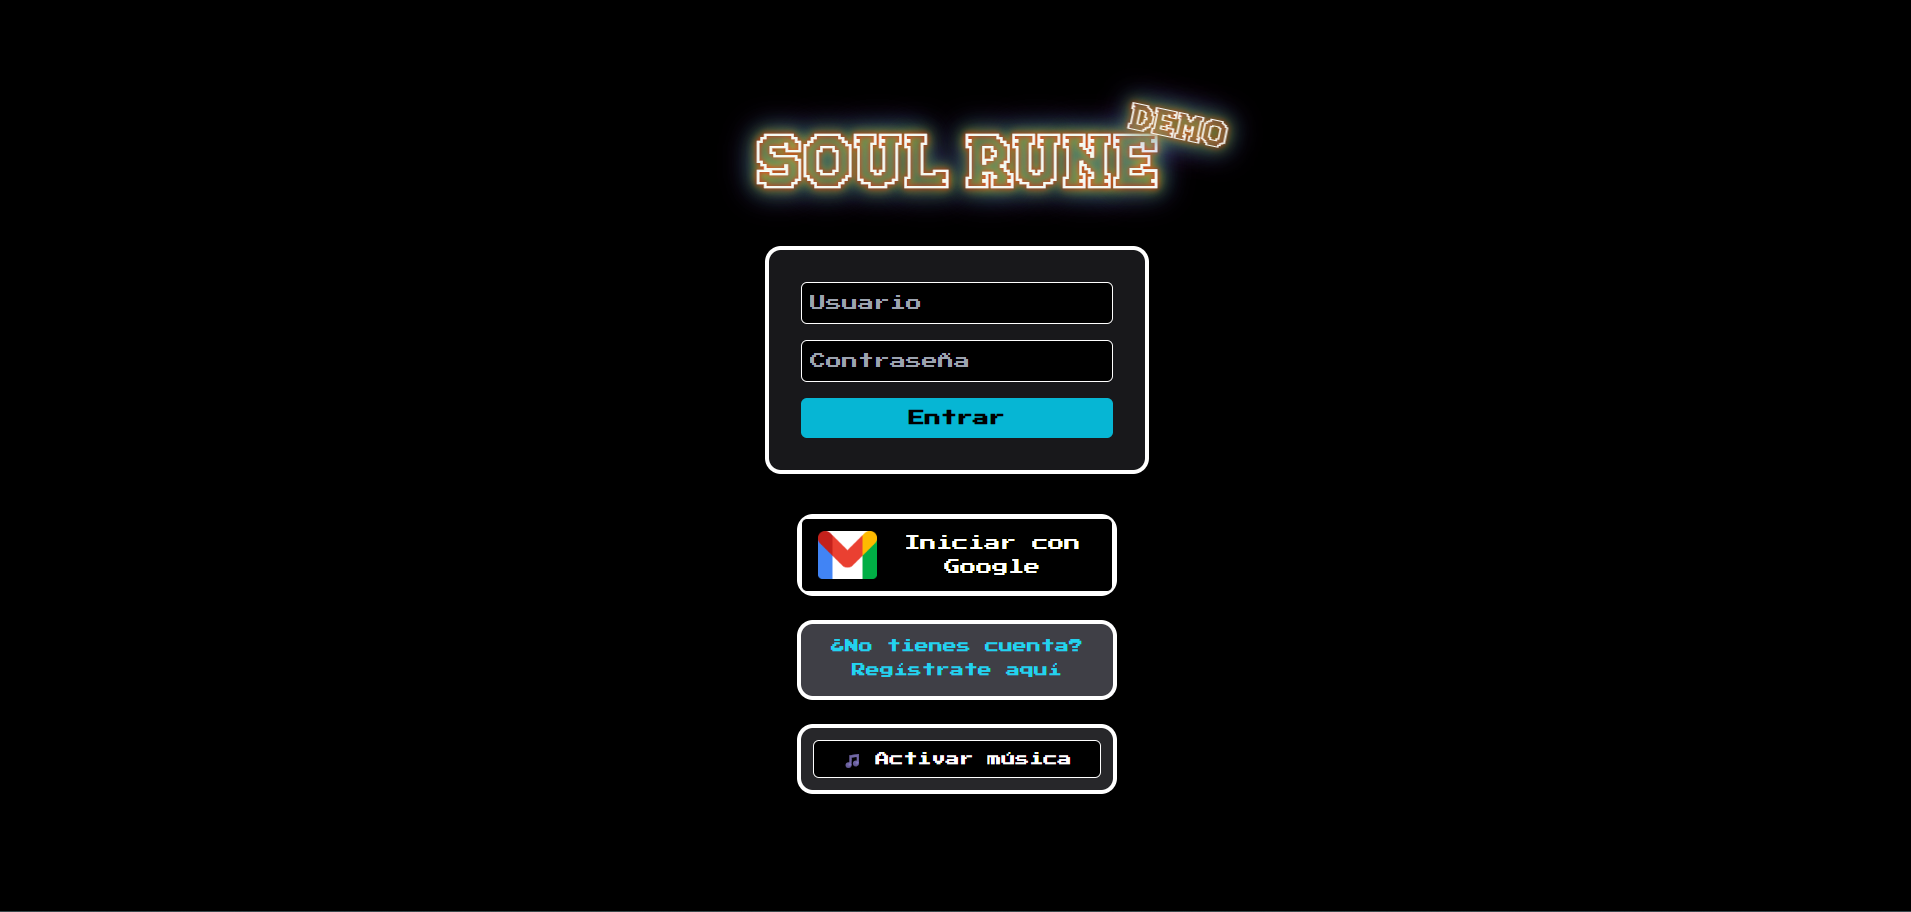 SOUL RUNE
DEMO
Usuario
Contraseña
Entrar
Iniciar con
Google
¿No tienes cuenta?
Regístrate aquí
Activar música